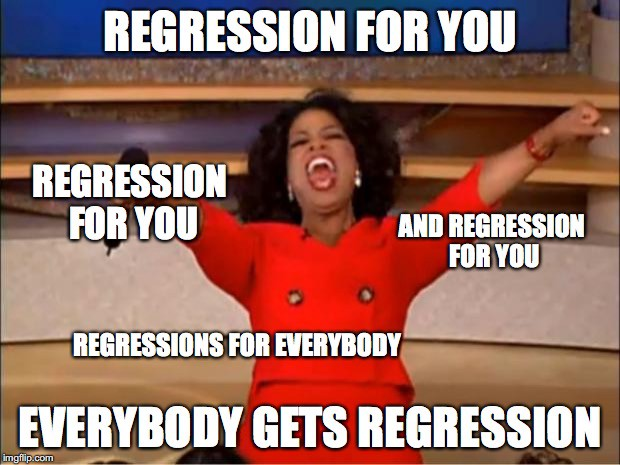 REGRESSION FOR YOU
REGRESSION
FOR YOU
AND REGRESSION
FOR YOU
REGRESSIONS FOR EVERYBODY
EVERYBODY GETS REGRESSION
imgflip.com